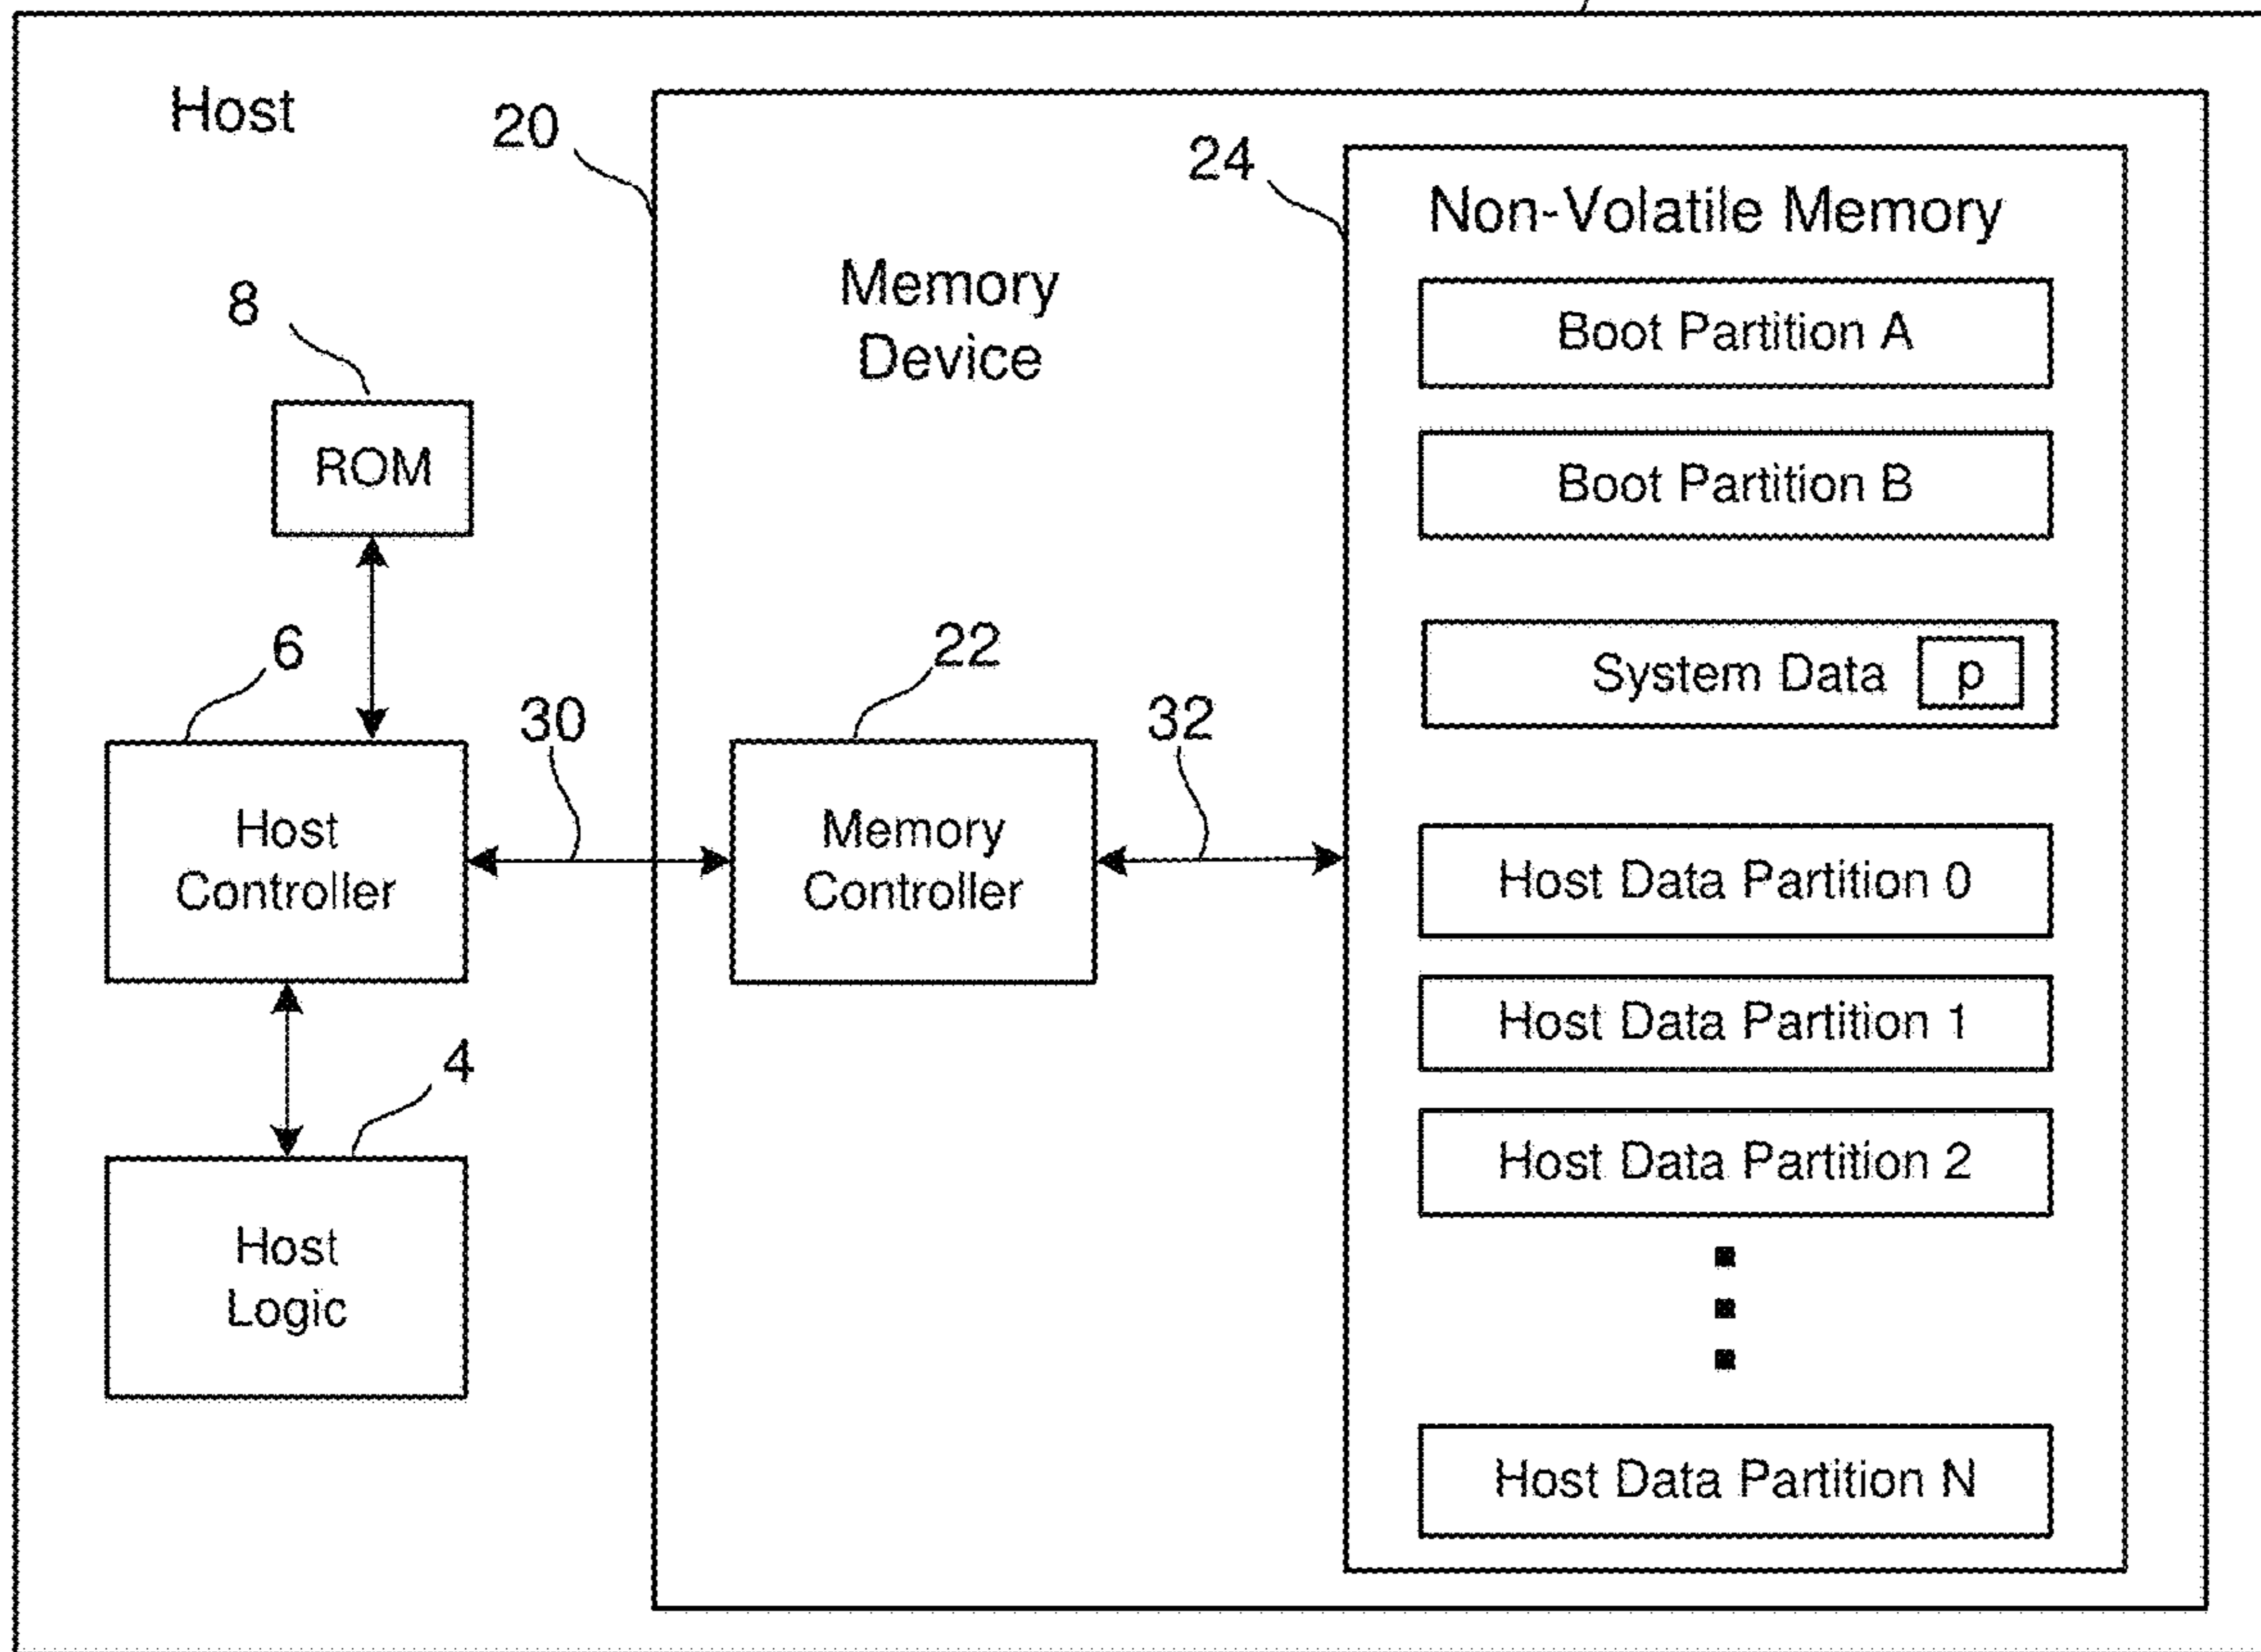 Host
20
24
Non-Volatile Memory
Memory
Device
Boot Partition A
8
ROM
Boot Partition B
6
22
System Data p
30
32
Host
Controller
Memory
Controller
Host Data Partition 0
Host Data Partition 1
4
Host Data Partition 2
Host
Logic
Host Data Partition N